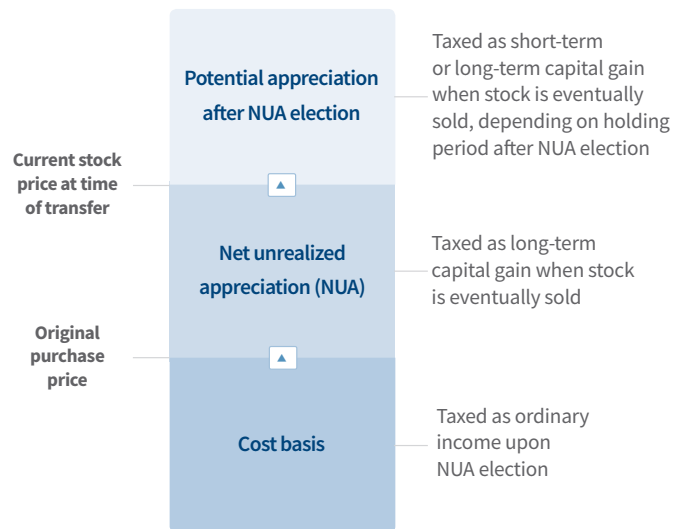 Potential appreciation
after NUA election
Taxed as short-term
or long-term capital gain
when stock is eventually
sold, depending on holding
period after NUA election
Current stock
price at time
of transfer
Net unrealized
appreciation (NUA)
Taxed as long-term
capital gain when stock
is eventually sold
Original
purchase
price
Cost basis
Taxed as ordinary
income upon
NUA election